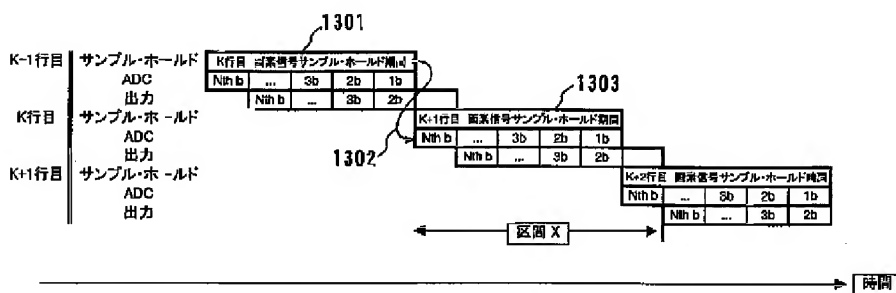 1301
K-1行目 サンプル・ホールド K行目 画素信号サンプル・ホールド期間
ADC Nth b ... 3b 2b 1b
出力 Nth b ... 3b 2b
1303
K行目 サンプル・ホールド K+1行目 画素信号サンプル・ホールド期間
ADC Nth b ... 3b 2b 1b
1302
出力 Nth b ... 3b 2b
K+1行目 サンプル・ホールド K+2行目 画素信号サンプル・ホールド時間
ADC Nth b ... 3b 2b 1b
出力 Nth b ... 3b 2b
区間 X
時間